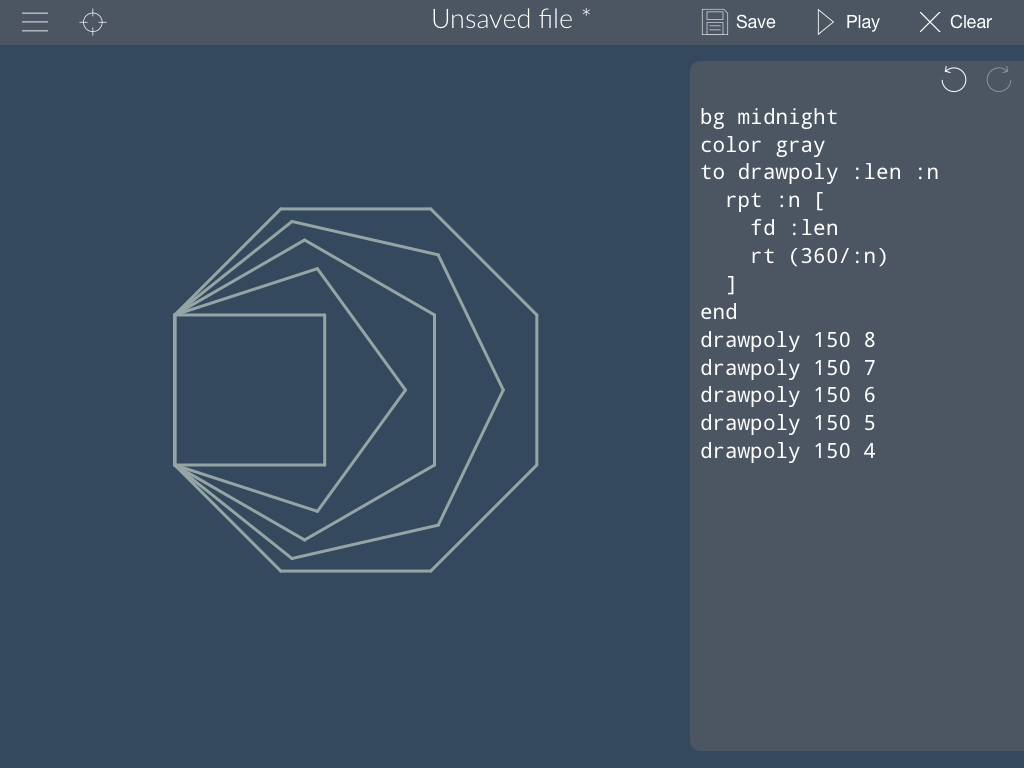 Unsaved file *
Save
Play
Clear
bg midnight
color gray
to drawpoly :len :n
  rpt :n [
    fd :len
    rt (360/:n)
  ]
end
drawpoly 150 8
drawpoly 150 7
drawpoly 150 6
drawpoly 150 5
drawpoly 150 4